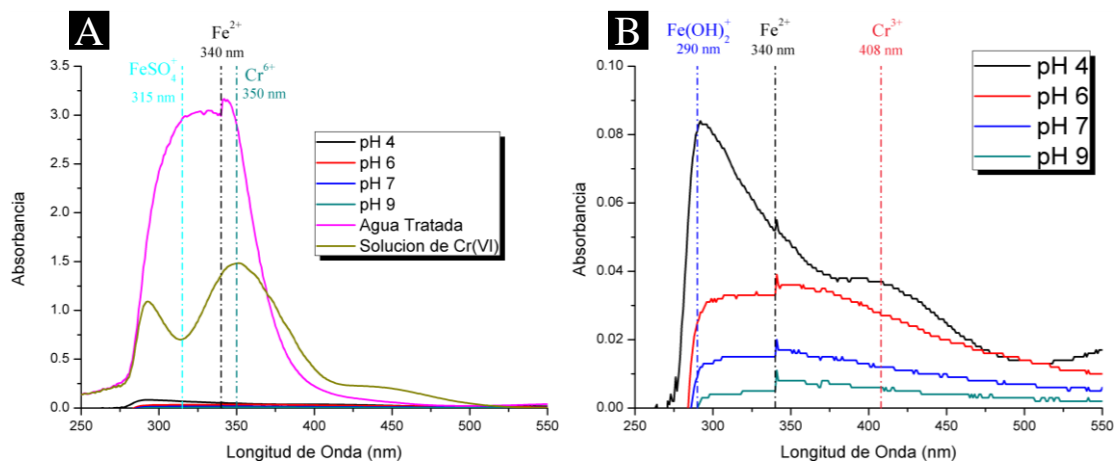 A
Fe2+
340 nm
FeSO4+
315 nm
Cr6+
350 nm
3.5
3.0
2.5
2.0
1.5
1.0
0.5
0.0
Absorbancia
pH 4
pH 6
pH 7
pH 9
Agua Tratada
Solucion de Cr(VI)
250 300 350 400 450 500 550
Longitud de Onda (nm)
B
Fe(OH)2+ Fe2+ Cr3+
290 nm 340 nm 408 nm
pH 4
pH 6
pH 7
pH 9
0.10
0.08
0.06
0.04
0.02
0.00
Absorbancia
250 300 350 400 450 500 550
Longitud de Onda (nm)